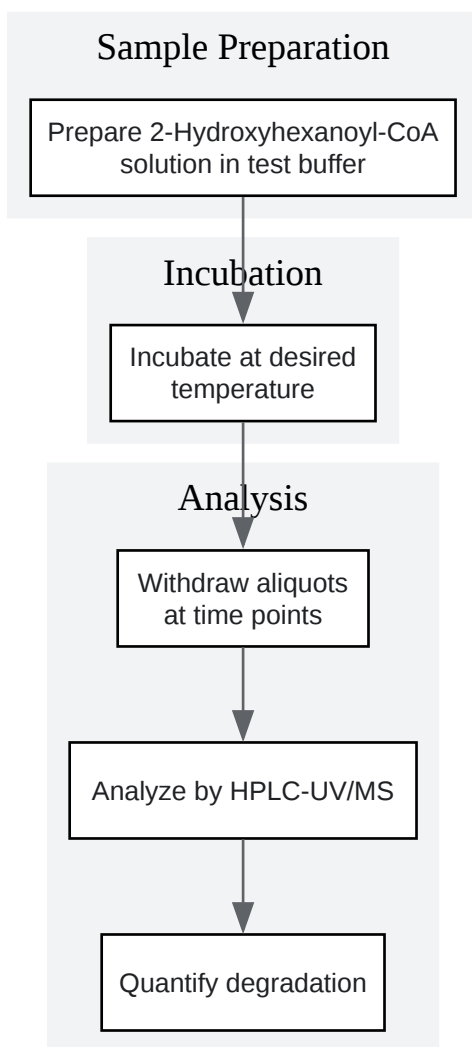 Sample Preparation
Prepare 2-Hydroxyhexanoyl-CoA
solution in test buffer
Incubation
Incubate at desired
temperature
Analysis
Withdraw aliquots
at time points
Analyze by HPLC-UV/MS
Quantify degradation